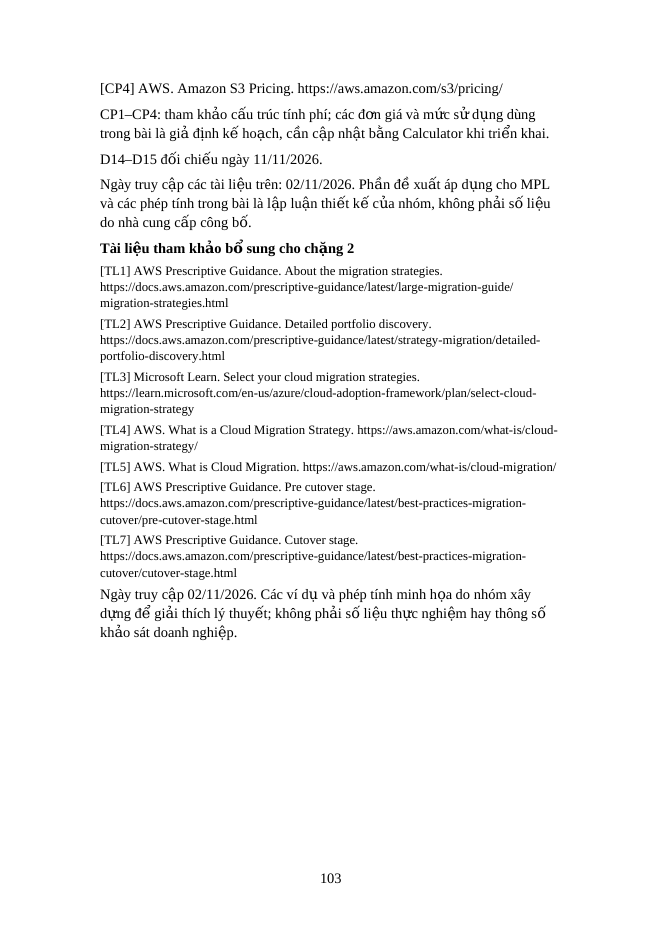 [CP4] AWS. Amazon S3 Pricing. https://aws.amazon.com/s3/pricing/
CP1–CP4: tham khảo cấu trúc tính phí; các đơn giá và mức sử dụng dùng
trong bài là giả định kế hoạch, cần cập nhật bằng Calculator khi triển khai.
D14–D15 đối chiếu ngày 11/11/2026.
Ngày truy cập các tài liệu trên: 02/11/2026. Phần đề xuất áp dụng cho MPL
và các phép tính trong bài là lập luận thiết kế của nhóm, không phải số liệu
do nhà cung cấp công bố.
Tài liệu tham khảo bổ sung cho chặng 2
[TL1] AWS Prescriptive Guidance. About the migration strategies.
https://docs.aws.amazon.com/prescriptive-guidance/latest/large-migration-guide/
migration-strategies.html
[TL2] AWS Prescriptive Guidance. Detailed portfolio discovery.
https://docs.aws.amazon.com/prescriptive-guidance/latest/strategy-migration/detailed-
portfolio-discovery.html
[TL3] Microsoft Learn. Select your cloud migration strategies.
https://learn.microsoft.com/en-us/azure/cloud-adoption-framework/plan/select-cloud-
migration-strategy
[TL4] AWS. What is a Cloud Migration Strategy. https://aws.amazon.com/what-is/cloud-
migration-strategy/
[TL5] AWS. What is Cloud Migration. https://aws.amazon.com/what-is/cloud-migration/
[TL6] AWS Prescriptive Guidance. Pre cutover stage.
https://docs.aws.amazon.com/prescriptive-guidance/latest/best-practices-migration-
cutover/pre-cutover-stage.html
[TL7] AWS Prescriptive Guidance. Cutover stage.
https://docs.aws.amazon.com/prescriptive-guidance/latest/best-practices-migration-
cutover/cutover-stage.html
Ngày truy cập 02/11/2026. Các ví dụ và phép tính minh họa do nhóm xây
dựng để giải thích lý thuyết; không phải số liệu thực nghiệm hay thông số
khảo sát doanh nghiệp.
103